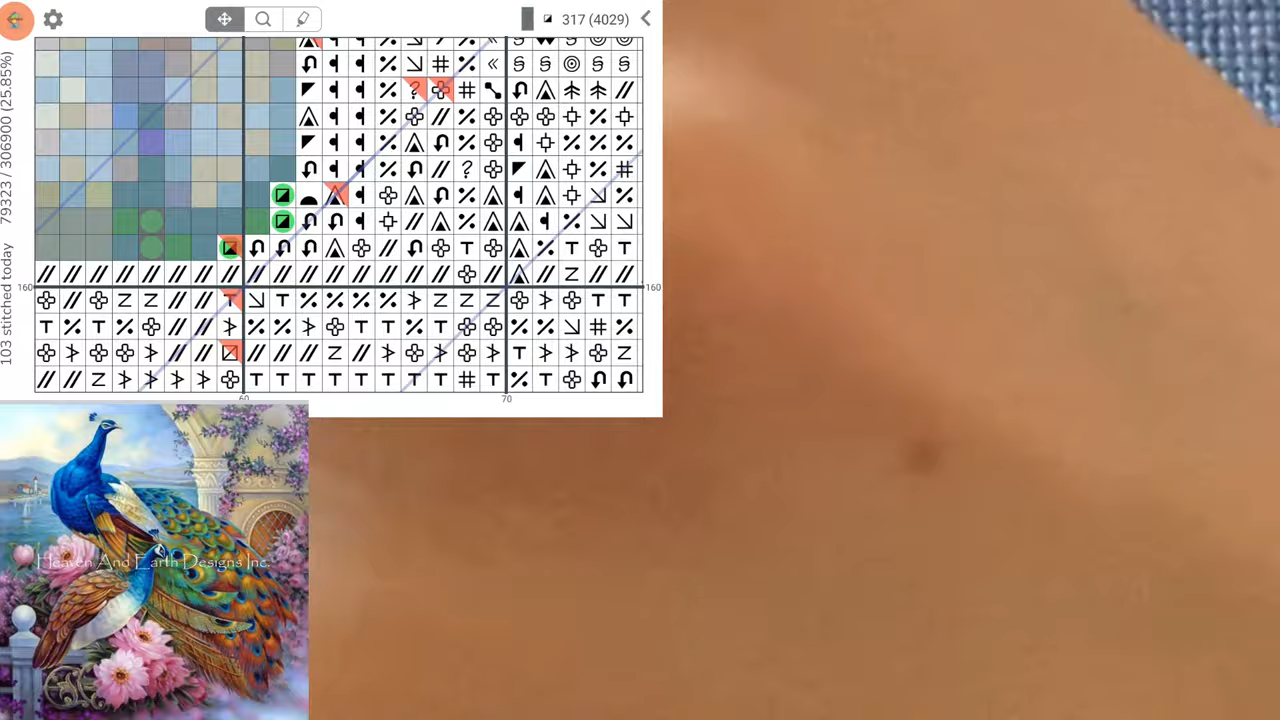 317 (4029)
79323 / 306900 (25.85%)
103 stitched today
160
160
60
70
Heaven And Earth Designs Inc.